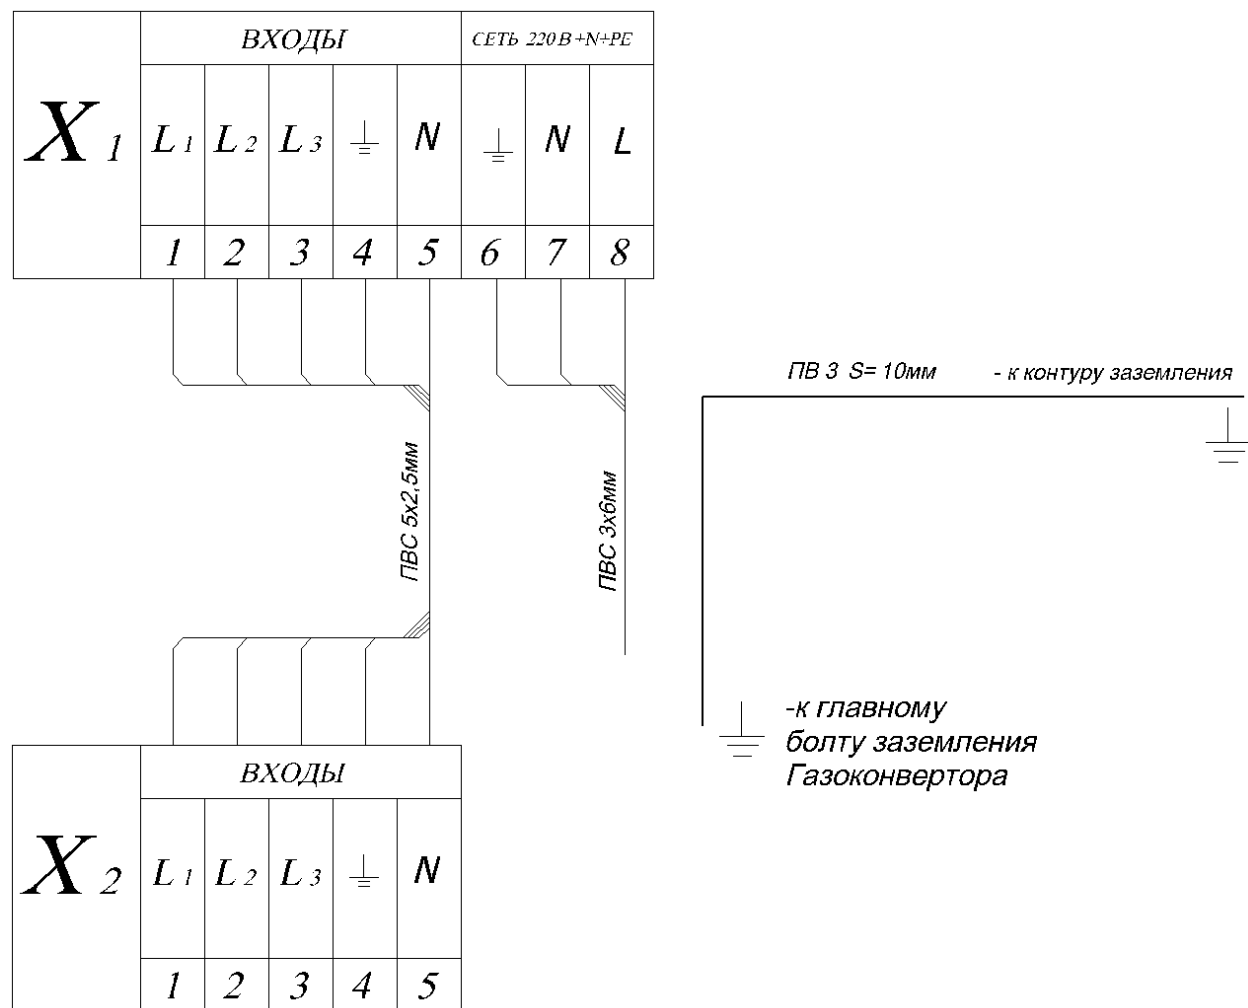 ВХОДЫ
СЕТЬ 220 В +N+PE
X 1
L 1 L 2 L 3 N N L
1 2 3 4 5 6 7 8
ПВ 3 S= 10мм - к контуру заземления
ПВС 5х2,5мм
ПВС 3х6мм
-к главному
болту заземления
Газоконвертора
ВХОДЫ
X 2
L 1 L 2 L 3 N
1 2 3 4 5